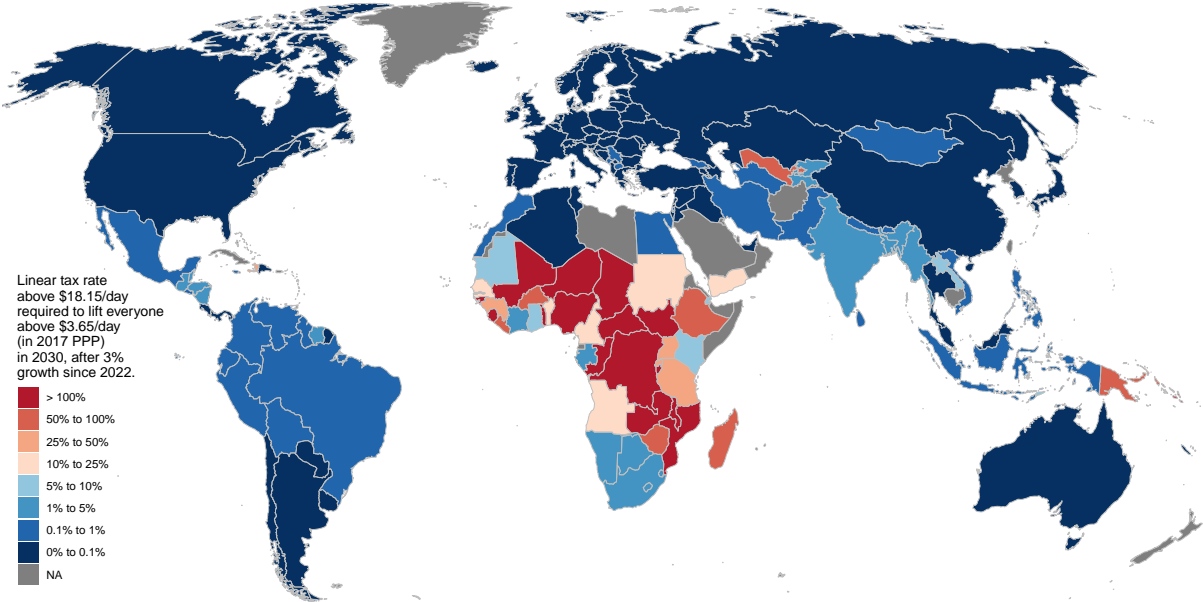 Linear tax rate
above $18.15/day
required to lift everyone
above $3.65/day
(in 2017 PPP)
in 2030, after 3%
growth since 2022.
> 100%
50% to 100%
25% to 50%
10% to 25%
5% to 10%
1% to 5%
0.1% to 1%
0% to 0.1%
NA